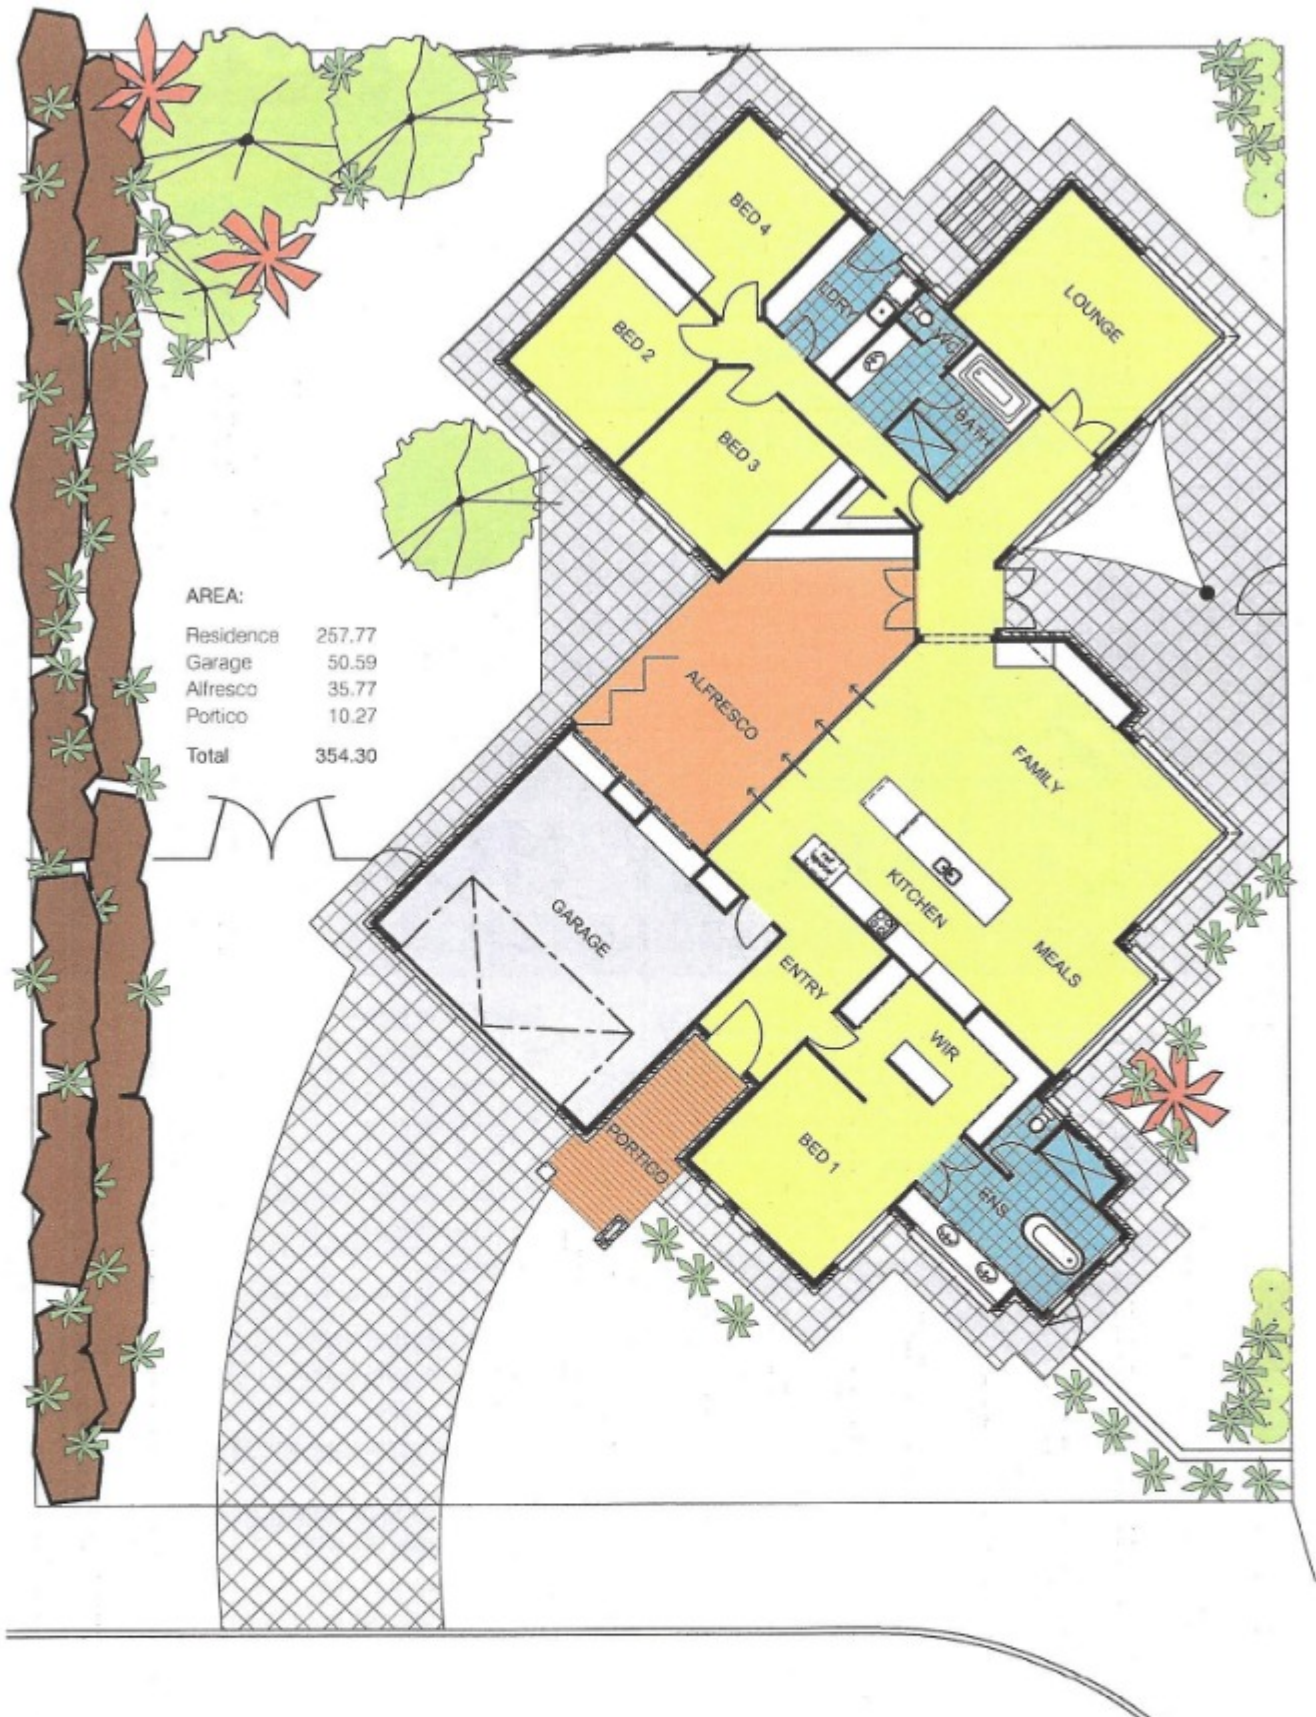 BED 4
LOUNGE
LDRY
WC
BED 2
BATH
BED 3
AREA:
Residence 257.77
Garage 50.59
Alfresco 35.77
Portico 10.27
Total 354.30
ALFRESCO
FAMILY
KITCHEN
GARAGE
MEALS
ENTRY
WIR
BED 1
PORTICO
ENS